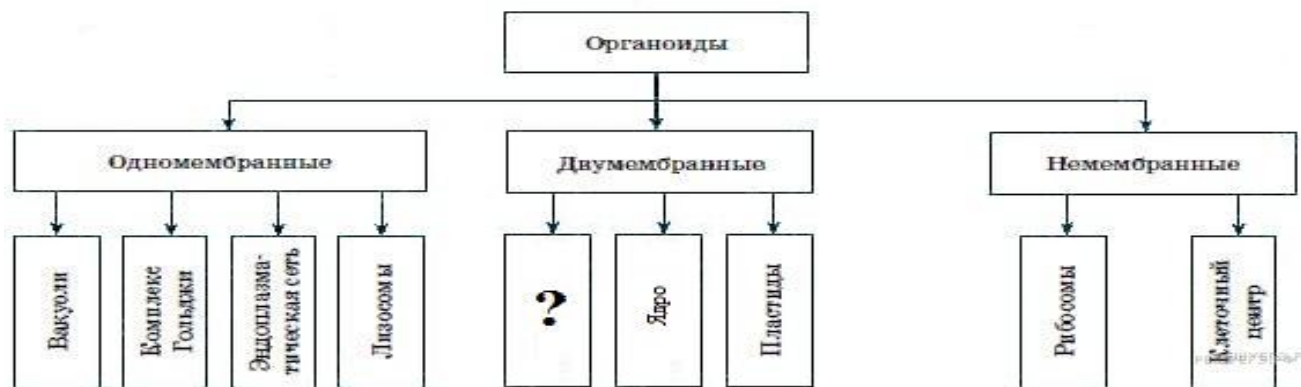 Органоиды
Одномембранные
Двумембранные
Немембранные
Вакуоли
Комплекс
Гольджи
Эндоплазма-
тическая сеть
Лизосомы
?
Ядро
Пластиды
Рибосомы
Клеточный
центр